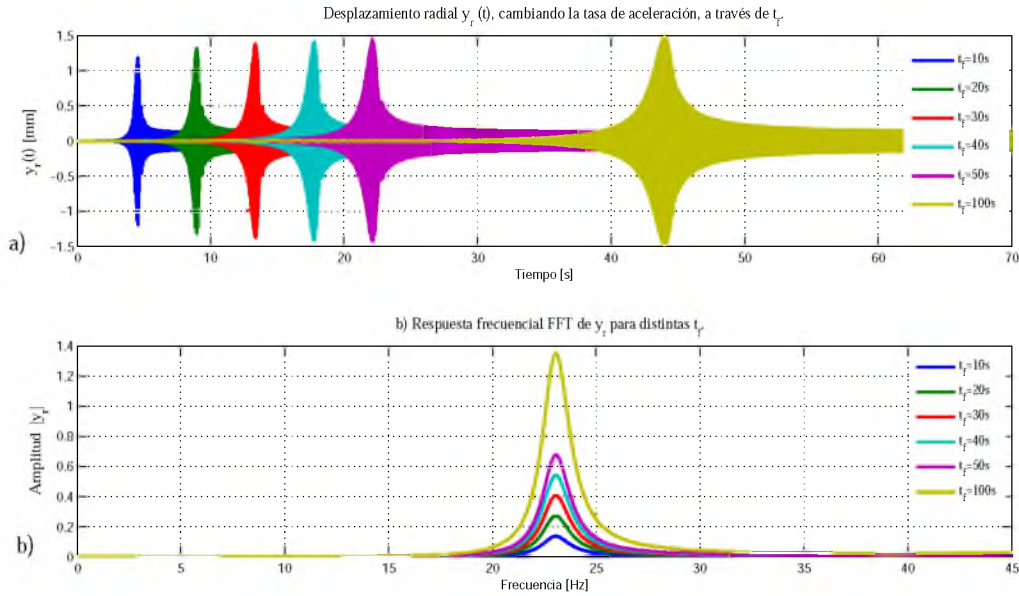 Desplazamiento radial y_r (t), cambiando la tasa de aceleración, a través de t_f.
1.5
1
0.5
0
−0.5
−1
−1.5
y_r(t) [mm]
a)
t_f=10s
t_f=20s
t_f=30s
t_f=40s
t_f=50s
t_f=100s
0 10 20 30 40 50 60 70
Tiempo [s]
b) Respuesta frecuencial FFT de y_r para distintas t_f.
1.4
1.2
1
0.8
0.6
0.4
0.2
0
Amplitud |y_r|
b)
t_f=10s
t_f=20s
t_f=30s
t_f=40s
t_f=50s
t_f=100s
0 5 10 15 20 25 30 35 40 45
Frecuencia [Hz]